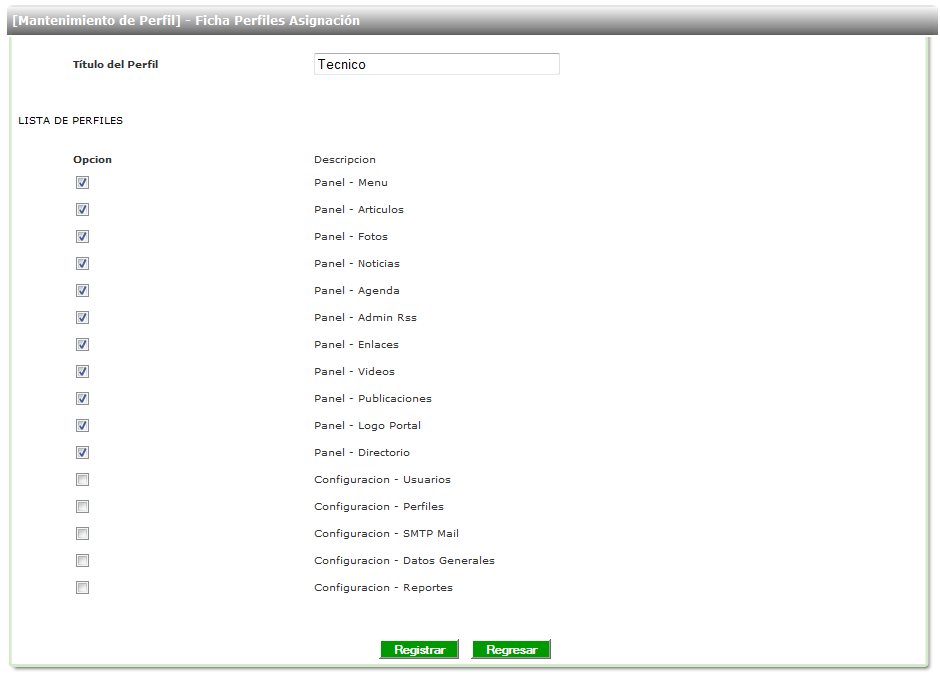 [Mantenimiento de Perfil] - Ficha Perfiles Asignación
Título del Perfil Tecnico
LISTA DE PERFILES
Opcion Descripcion
Panel - Menu
Panel - Articulos
Panel - Fotos
Panel - Noticias
Panel - Agenda
Panel - Admin Rss
Panel - Enlaces
Panel - Videos
Panel - Publicaciones
Panel - Logo Portal
Panel - Directorio
Configuracion - Usuarios
Configuracion - Perfiles
Configuracion - SMTP Mail
Configuracion - Datos Generales
Configuracion - Reportes
Registrar Regresar